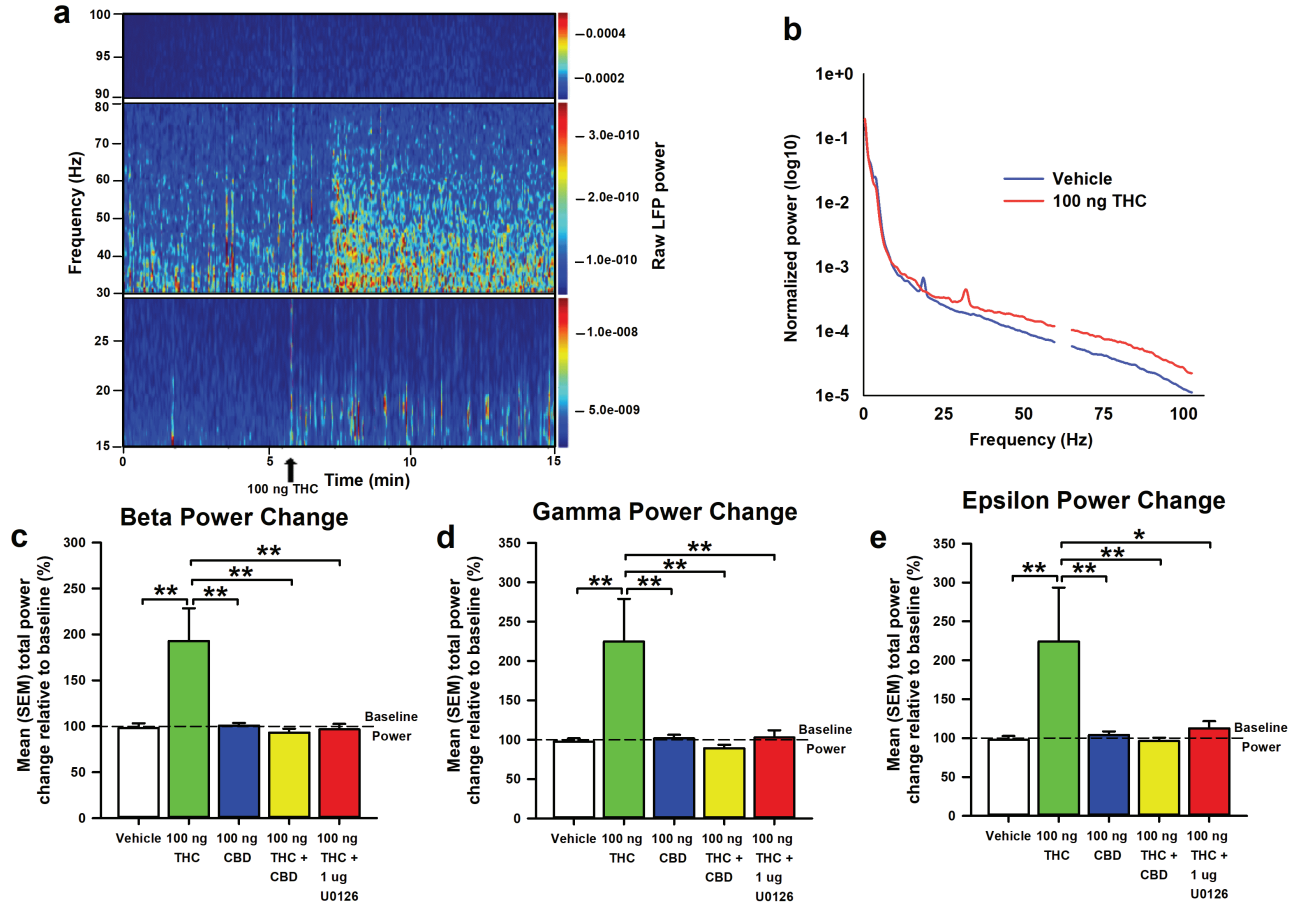 a
100
95
90
80
70
60
50
40
30
25
20
15
Frequency (Hz)
0
5
10
15
Time (min)
100 ng THC
0.0004
0.0002
3.0e-010
2.0e-010
1.0e-010
1.0e-008
5.0e-009
Raw LFP power
b
1e+0
1e-1
1e-2
1e-3
1e-4
1e-5
Normalized power (log10)
Vehicle
100 ng THC
0
25
50
75
100
Frequency (Hz)
c
Beta Power Change
Mean (SEM) total power
change relative to baseline (%)
300
250
200
150
100
50
0
**
**
**
**
Baseline
Power
Vehicle
100 ng
THC
100 ng
CBD
100 ng
THC +
CBD
100 ng
THC +
1 ug
U0126
d
Gamma Power Change
Mean (SEM) total power
change relative to baseline (%)
350
300
250
200
150
100
50
0
**
**
**
**
Baseline
Power
Vehicle
100 ng
THC
100 ng
CBD
100 ng
THC +
CBD
100 ng
THC +
1 ug
U0126
e
Epsilon Power Change
Mean (SEM) total power
change relative to baseline (%)
350
300
250
200
150
100
50
0
*
**
**
**
Baseline
Power
Vehicle
100 ng
THC
100 ng
CBD
100 ng
THC +
CBD
100 ng
THC +
1 ug
U0126